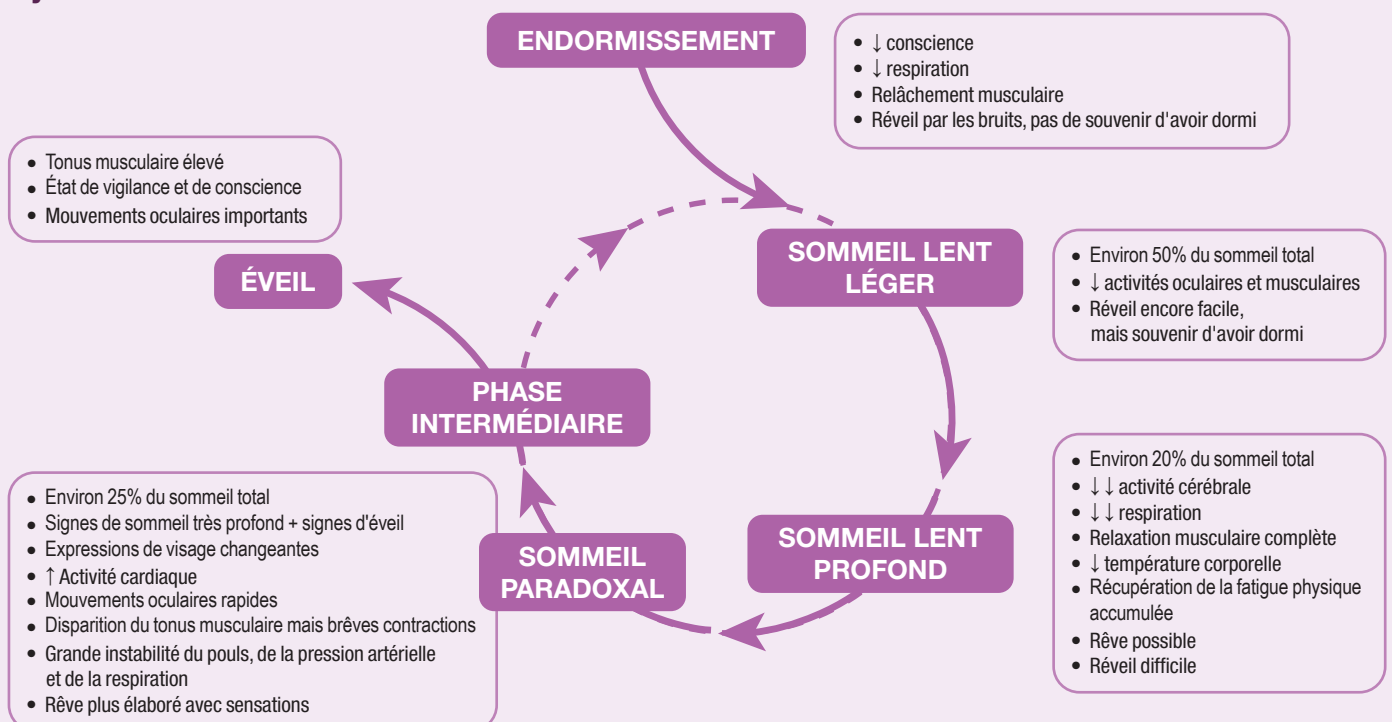 ENDORMISSEMENT
• ↓ conscience
• ↓ respiration
• Relâchement musculaire
• Réveil par les bruits, pas de souvenir d'avoir dormi
• Tonus musculaire élevé
• État de vigilance et de conscience
• Mouvements oculaires importants
ÉVEIL
SOMMEIL LENT
LÉGER
• Environ 50% du sommeil total
• ↓ activités oculaires et musculaires
• Réveil encore facile,
mais souvenir d'avoir dormi
PHASE
INTERMÉDIAIRE
• Environ 25% du sommeil total
• Signes de sommeil très profond + signes d'éveil
• Expressions de visage changeantes
• ↑ Activité cardiaque
• Mouvements oculaires rapides
• Disparition du tonus musculaire mais brèves contractions
• Grande instabilité du pouls, de la pression artérielle
et de la respiration
• Rêve plus élaboré avec sensations
SOMMEIL
PARADOXAL
SOMMEIL LENT
PROFOND
• Environ 20% du sommeil total
• ↓↓ activité cérébrale
• ↓↓ respiration
• Relaxation musculaire complète
• ↓ température corporelle
• Récupération de la fatigue physique
accumulée
• Rêve possible
• Réveil difficile